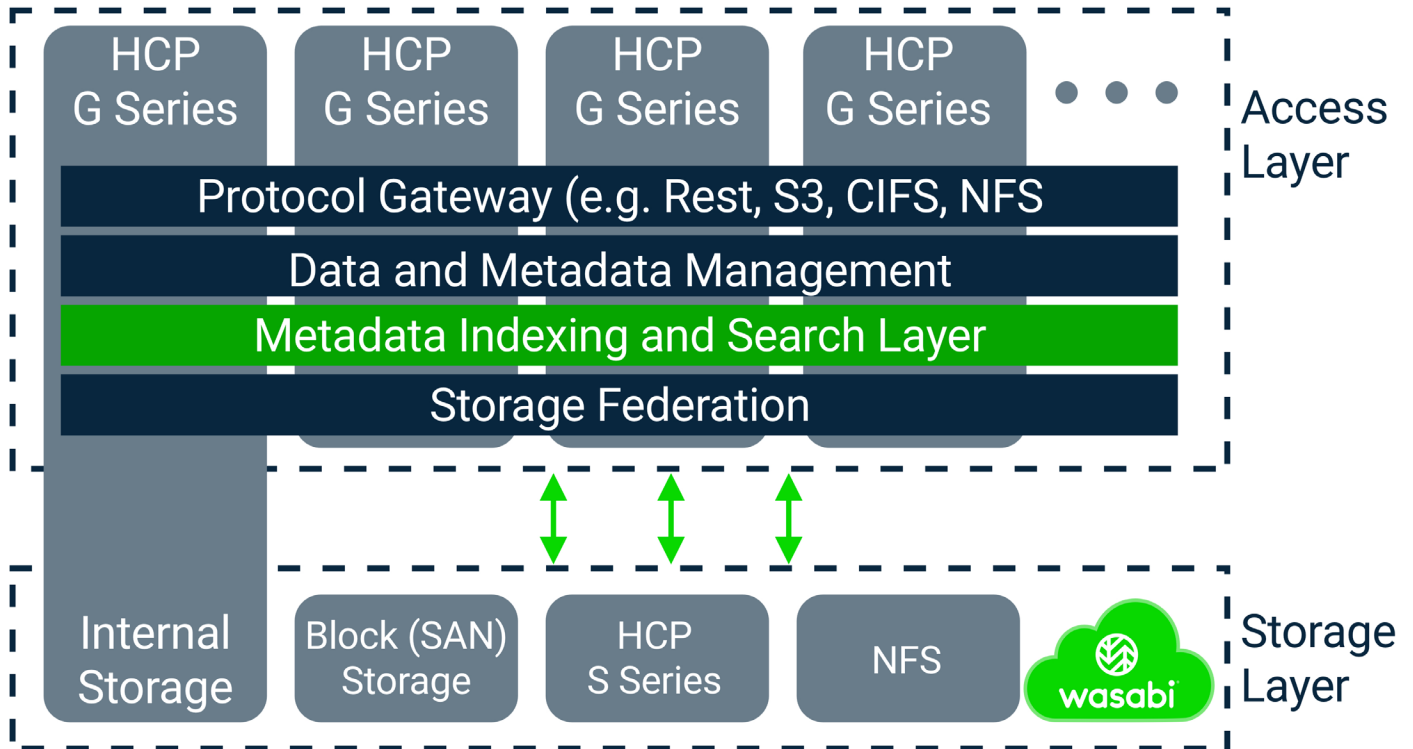 HCP
G Series
HCP
G Series
HCP
G Series
HCP
G Series
Access
Layer
Protocol Gateway (e.g. Rest, S3, CIFS, NFS
Data and Metadata Management
Metadata Indexing and Search Layer
Storage Federation
Internal
Storage
Block (SAN)
Storage
HCP
S Series
NFS
wasabi
Storage
Layer